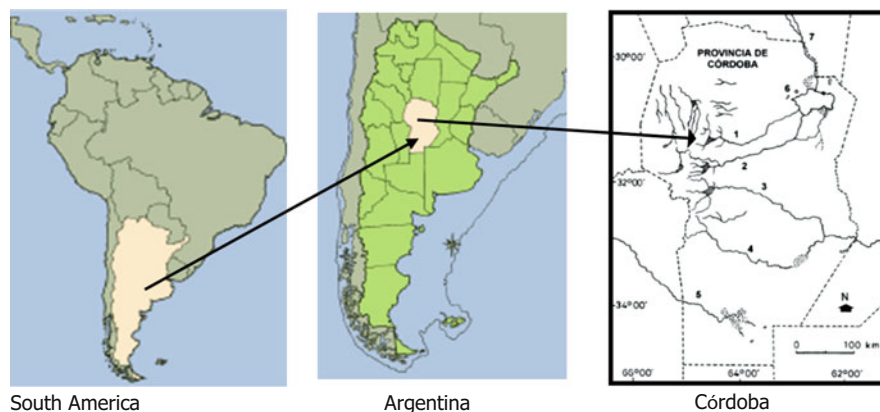 30°00'
PROVINCIA DE
CÓRDOBA
7
6
1
2
32°00'
3
4
5
34°00'
N
0 100 km
66°00' 64°00' 62°00'
South America
Argentina
Córdoba